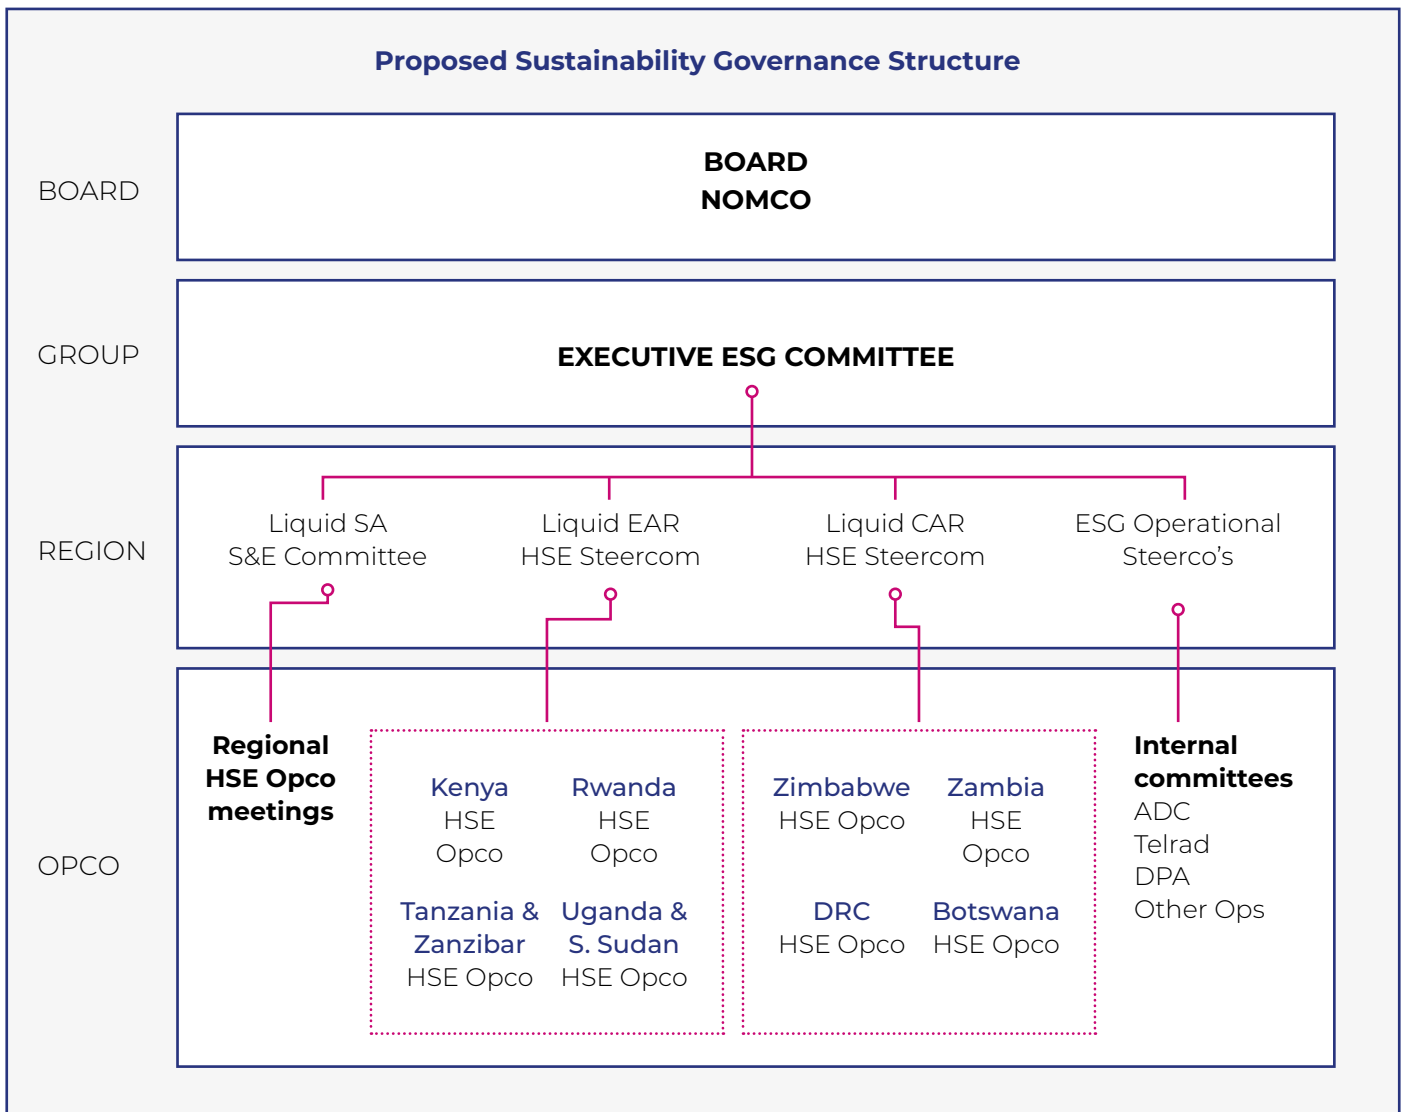 Proposed Sustainability Governance Structure
BOARD
BOARD
NOMCO
GROUP
EXECUTIVE ESG COMMITTEE
REGION
Liquid SA
S&E Committee
Liquid EAR
HSE Steercom
Liquid CAR
HSE Steercom
ESG Operational
Steerco’s
OPCO
Regional
HSE Opco
meetings
Kenya
HSE
Opco
Rwanda
HSE
Opco
Tanzania &
Zanzibar
HSE Opco
Uganda &
S. Sudan
HSE Opco
Zimbabwe
HSE Opco
Zambia
HSE
Opco
DRC
HSE Opco
Botswana
HSE Opco
Internal
committees
ADC
Telrad
DPA
Other Ops